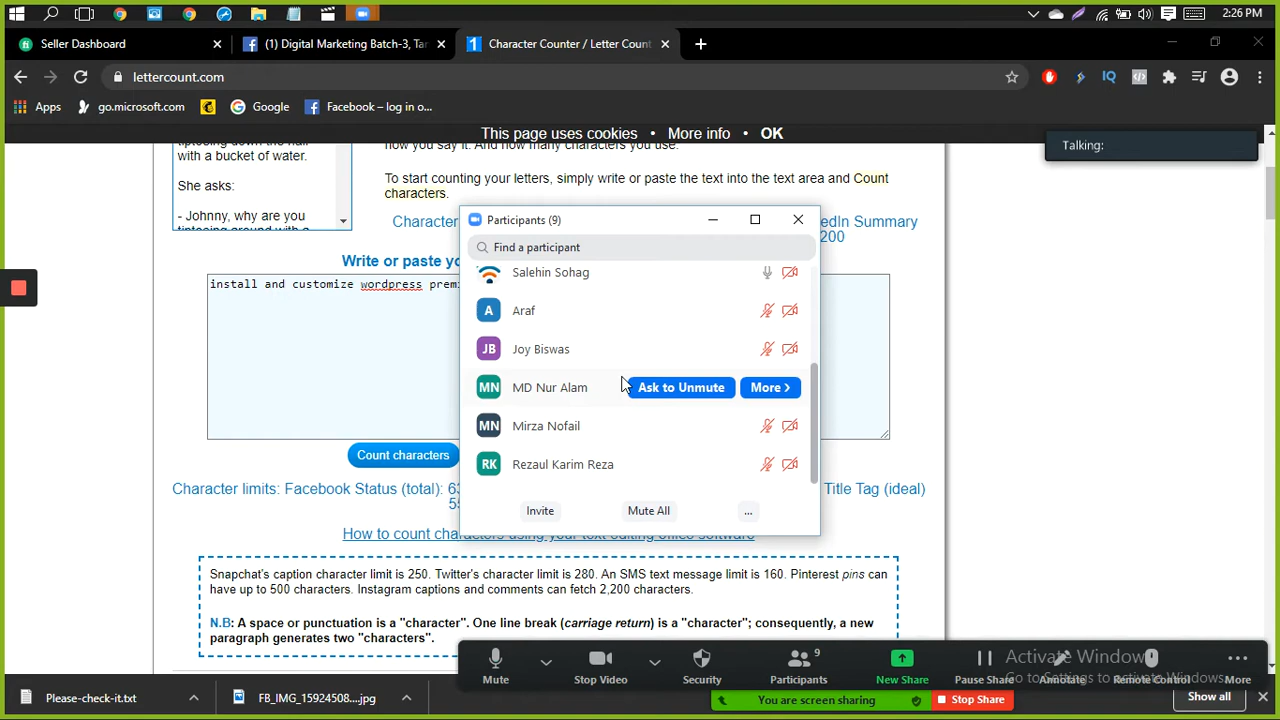 2:26 PM
Seller Dashboard
(1) Digital Marketing Batch-3, Tar
Character Counter / Letter Count
lettercount.com
IQ
Apps
go.microsoft.com
Google
Facebook – log in o...
This page uses cookies • More info • OK
Talking:
tiptoeing down the hall
with a bucket of water.
She asks:
- Johnny, why are you
tiptoeing around with a
how you say it. And how many characters you use.
To start counting your letters, simply write or paste the text into the text area and Count
characters.
Character
edIn Summary
200
Write or paste yo
install and customize wordpress premi
Participants (9)
Find a participant
Salehin Sohag
A
Araf
JB
Joy Biswas
MN
MD Nur Alam
Ask to Unmute
More >
MN
Mirza Nofail
RK
Rezaul Karim Reza
Invite
Mute All
...
Count characters
Character limits: Facebook Status (total): 63
Title Tag (ideal)
55
How to count characters using your text editing office software
Snapchat's caption character limit is 250. Twitter's character limit is 280. An SMS text message limit is 160. Pinterest pins can
have up to 500 characters. Instagram captions and comments can fetch 2,200 characters.
N.B: A space or punctuation is a "character". One line break (carriage return) is a "character"; consequently, a new
paragraph generates two "characters".
9
Mute
Stop Video
Security
Participants
New Share
Pause Share
Annotate
Remote Control
More
Activate Windows
Go to Settings to activate Windows.
You are screen sharing
Stop Share
Please-check-it.txt
FB_IMG_15924508....jpg
Show all